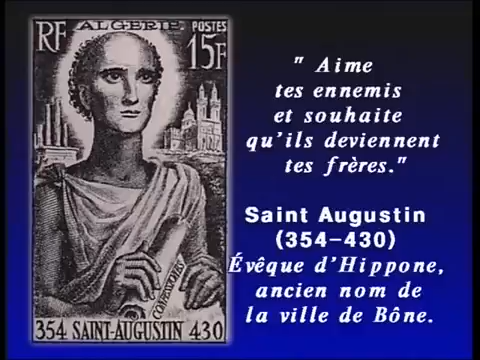 ALGERIE
RF POSTES
15F
CONFESSIONS
354 SAINT-AUGUSTIN 430
" Aime
tes ennemis
et souhaite
qu'ils deviennent
tes frères."
Saint Augustin
(354-430)
Évêque d'Hippone,
ancien nom de
la ville de Bône.